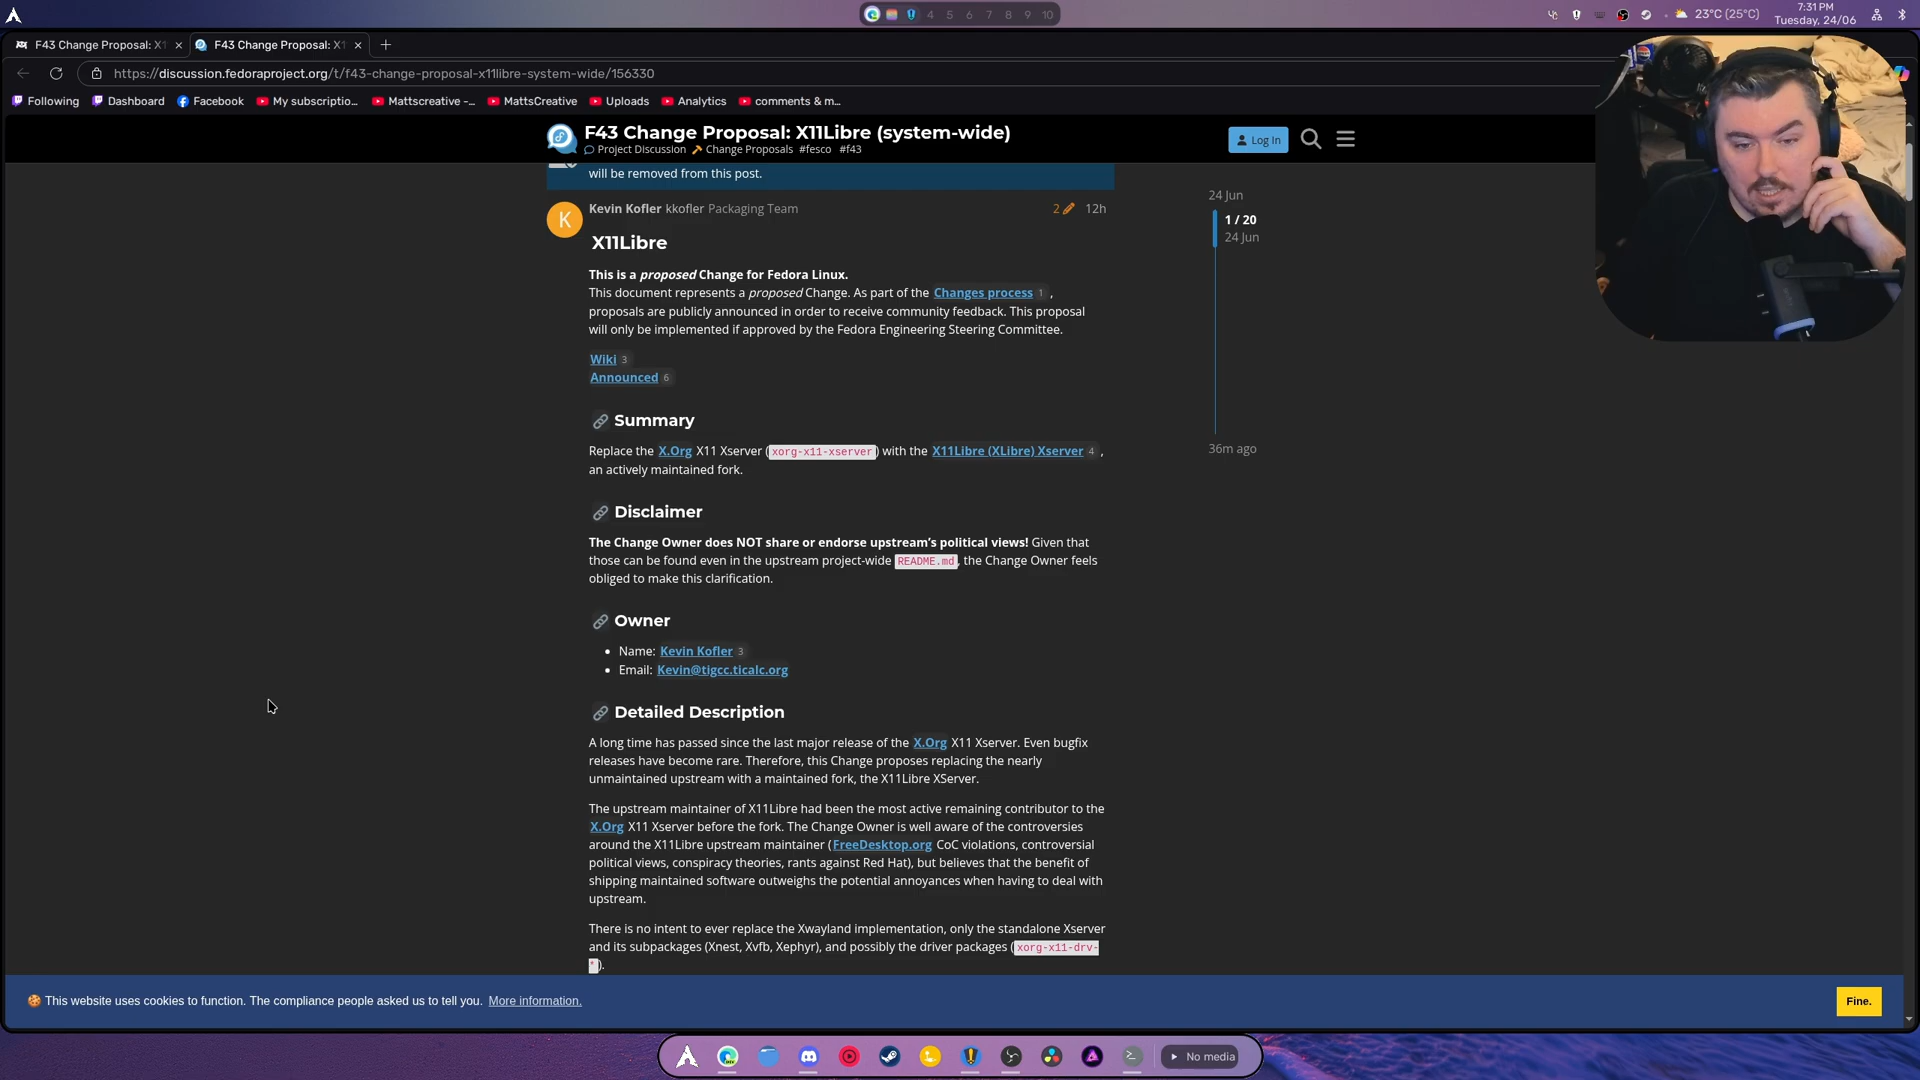 4 5 6 7 8 9 10
23°C (25°C)
7:31 PM
Tuesday, 24/06
F43 Change Proposal: X1
F43 Change Proposal: X1
https://discussion.fedoraproject.org/t/f43-change-proposal-x11libre-system-wide/156330
Following
Dashboard
Facebook
My subscriptio...
Mattscreative -...
MattsCreative
Uploads
Analytics
comments & m...
F43 Change Proposal: X11Libre (system-wide)
Project Discussion Change Proposals #fesco #f43
Log In
will be removed from this post.
K
Kevin Kofler kkofler Packaging Team
2 12h
24 Jun
1 / 20
24 Jun
36m ago
X11Libre
This is a proposed Change for Fedora Linux.
This document represents a proposed Change. As part of the Changes process 1 ,
proposals are publicly announced in order to receive community feedback. This proposal
will only be implemented if approved by the Fedora Engineering Steering Committee.
Wiki 3
Announced 6
Summary
Replace the X.Org X11 Xserver (xorg-x11-xserver) with the X11Libre (XLibre) Xserver 4 ,
an actively maintained fork.
Disclaimer
The Change Owner does NOT share or endorse upstream’s political views! Given that
those can be found even in the upstream project-wide README.md, the Change Owner feels
obliged to make this clarification.
Owner
Name: Kevin Kofler 3
Email: Kevin@tigcc.ticalc.org
Detailed Description
A long time has passed since the last major release of the X.Org X11 Xserver. Even bugfix
releases have become rare. Therefore, this Change proposes replacing the nearly
unmaintained upstream with a maintained fork, the X11Libre XServer.
The upstream maintainer of X11Libre had been the most active remaining contributor to the
X.Org X11 Xserver before the fork. The Change Owner is well aware of the controversies
around the X11Libre upstream maintainer (FreeDesktop.org CoC violations, controversial
political views, conspiracy theories, rants against Red Hat), but believes that the benefit of
shipping maintained software outweighs the potential annoyances when having to deal with
upstream.
There is no intent to ever replace the Xwayland implementation, only the standalone Xserver
and its subpackages (Xnest, Xvfb, Xephyr), and possibly the driver packages (xorg-x11-drv-
*).
This website uses cookies to function. The compliance people asked us to tell you. More information.
Fine.
No media